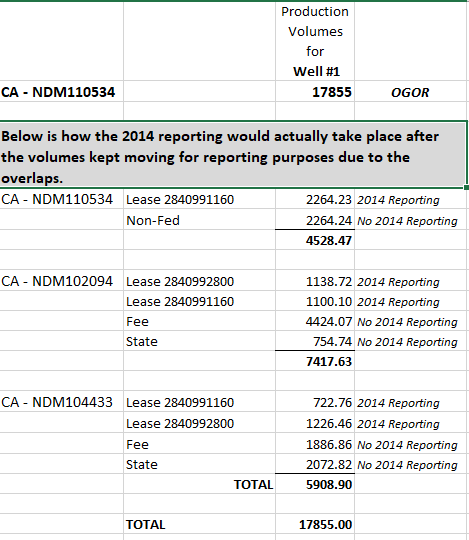 Production
Volumes
for
Well #1
CA - NDM110534 17855 OGOR
Below is how the 2014 reporting would actually take place after
the volumes kept moving for reporting purposes due to the
overlaps.
CA - NDM110534 Lease 2840991160 2264.23 2014 Reporting
Non-Fed 2264.24 No 2014 Reporting
4528.47
CA - NDM102094 Lease 2840992800 1138.72 2014 Reporting
Lease 2840991160 1100.10 2014 Reporting
Fee 4424.07 No 2014 Reporting
State 754.74 No 2014 Reporting
7417.63
CA - NDM104433 Lease 2840991160 722.76 2014 Reporting
Lease 2840992800 1226.46 2014 Reporting
Fee 1886.86 No 2014 Reporting
State 2072.82 No 2014 Reporting
TOTAL 5908.90
TOTAL 17855.00